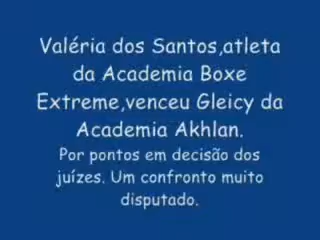 Valéria dos Santos,atleta
da Academia Boxe
Extreme,venceu Gleicy da
Academia Akhlan.
Por pontos em decisão dos
juízes. Um confronto muito
disputado.